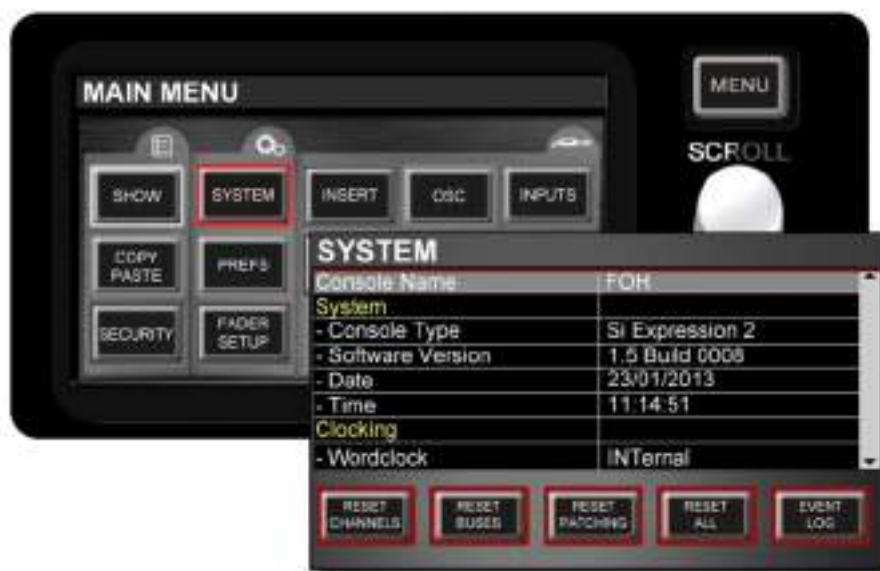 MAIN MENU
MENU
SCROLL
SHOW
SYSTEM
INSERT
OSC
INPUTS
COPY
PASTE
PREFS
SECURITY
FADER
SETUP
SYSTEM
Console Name FOH
System
- Console Type Si Expression 2
- Software Version 1.5 Build 0008
- Date 23/01/2013
- Time 11:14:51
Clocking
- Wordclock INTernal
RESET
CHANNELS
RESET
BUSES
RESET
PATCHING
RESET
ALL
EVENT
LOG